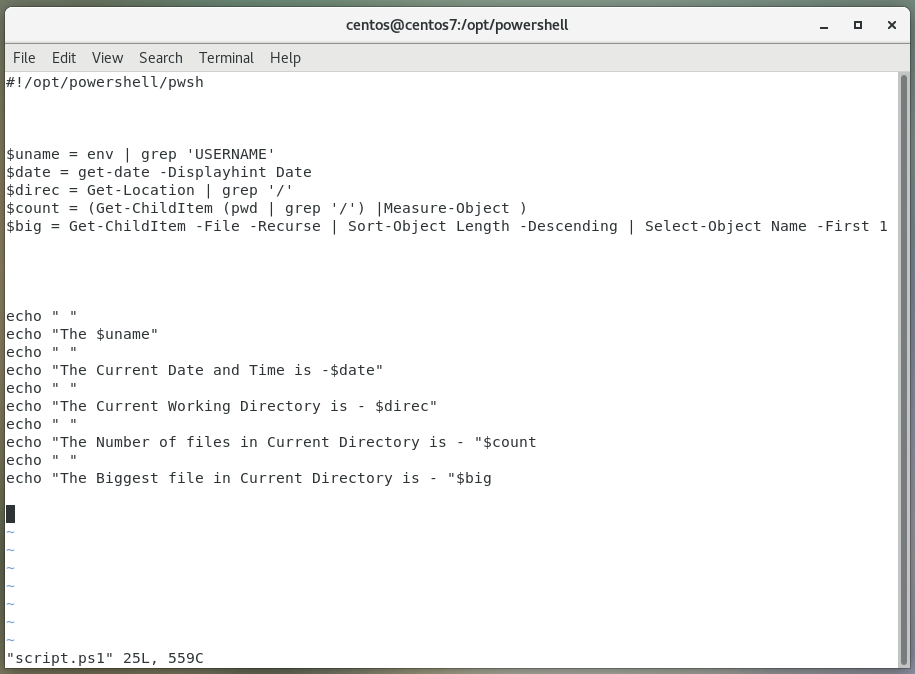 centos@centos7:/opt/powershell
File Edit View Search Terminal Help
#!/opt/powershell/pwsh
$uname = env | grep 'USERNAME'
$date = get-date -Displayhint Date
$direc = Get-Location | grep '/'
$count = (Get-ChildItem (pwd | grep '/') |Measure-Object )
$big = Get-ChildItem -File -Recurse | Sort-Object Length -Descending | Select-Object Name -First 1
echo " "
echo "The $uname"
echo " "
echo "The Current Date and Time is -$date"
echo " "
echo "The Current Working Directory is - $direc"
echo " "
echo "The Number of files in Current Directory is - "$count
echo " "
echo "The Biggest file in Current Directory is - "$big
~
~
~
~
~
~
~
"script.ps1" 25L, 559C